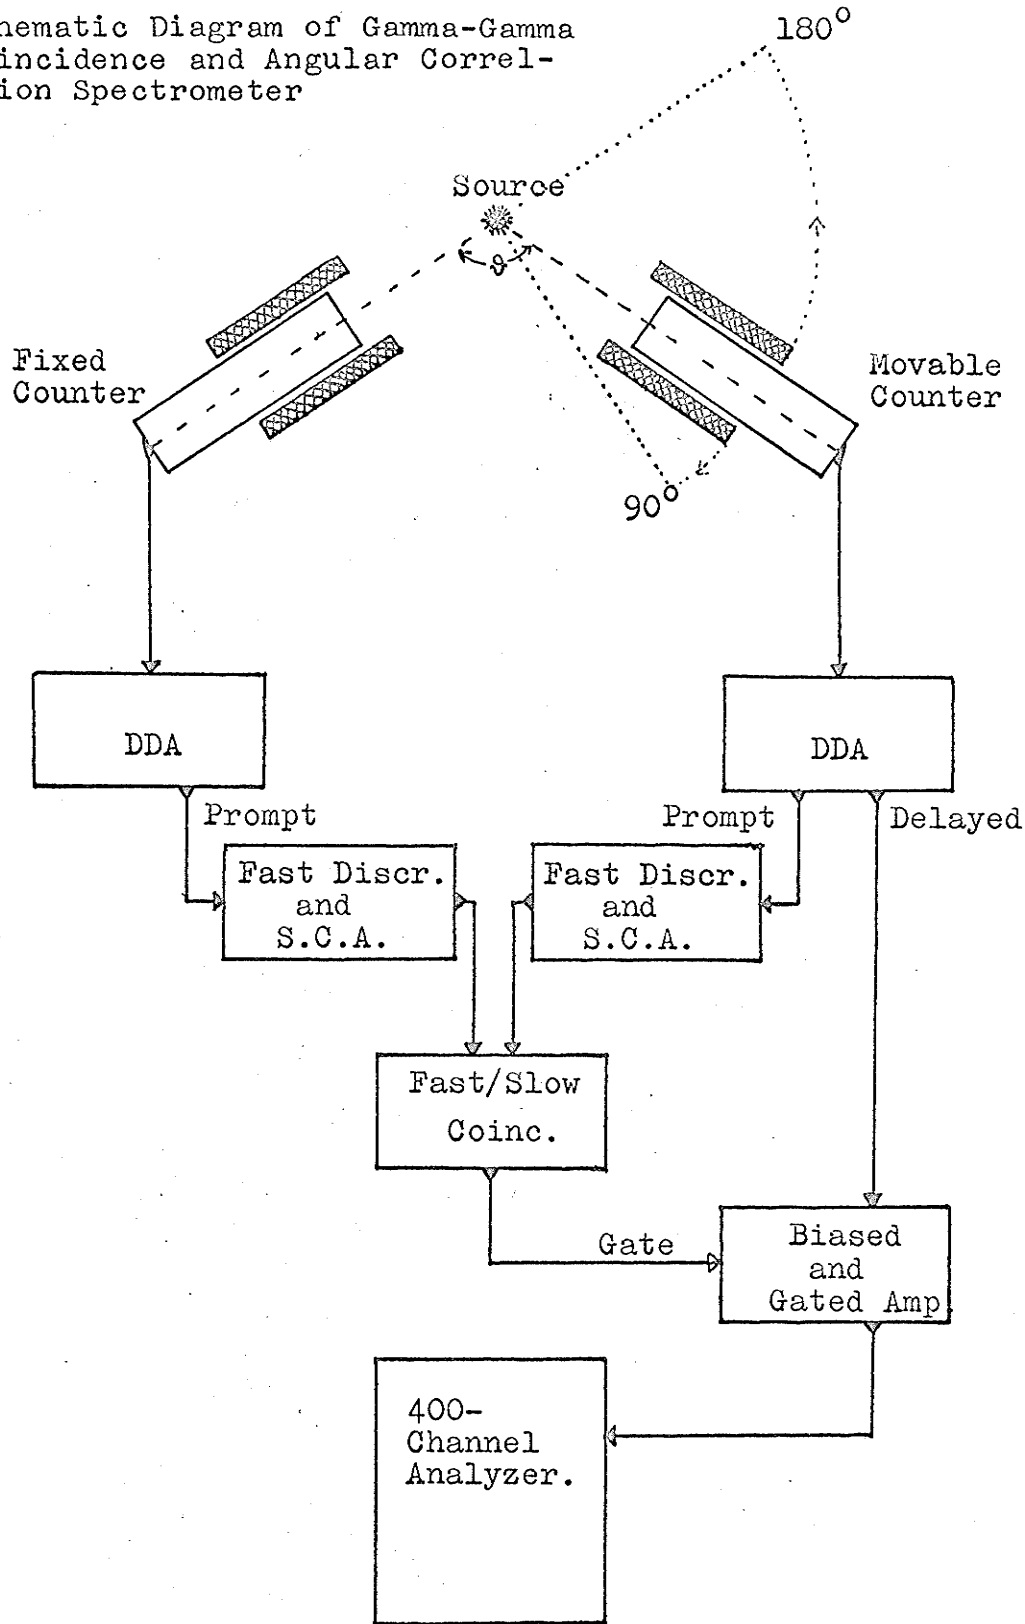 hematic Diagram of Gamma-Gamma
incidence and Angular Correl-
ion Spectrometer
180°
Source
ϑ
Fixed
Counter
Movable
Counter
90°
DDA
DDA
Prompt
Prompt
Delayed
Fast Discr.
and
S.C.A.
Fast Discr.
and
S.C.A.
Fast/Slow
Coinc.
Gate
Biased
and
Gated Amp
400-
Channel
Analyzer.